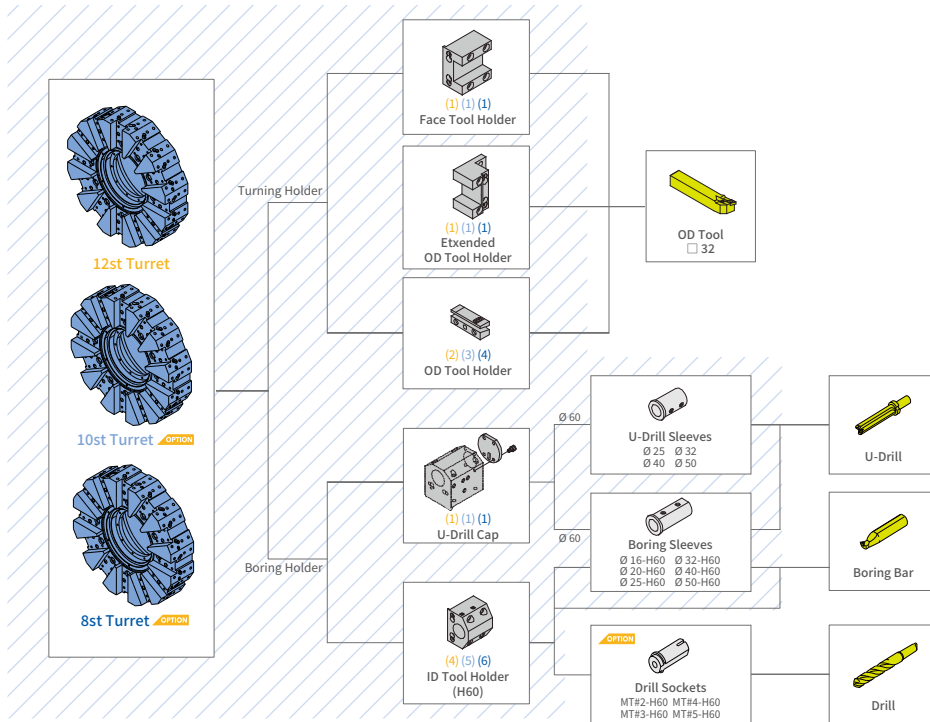 12st Turret
10st Turret OPTION
8st Turret OPTION
Turning Holder
Boring Holder
(1) (1) (1)
Face Tool Holder
(1) (1) (1)
Etxended
OD Tool Holder
(2) (3) (4)
OD Tool Holder
(1) (1) (1)
U-Drill Cap
(4) (5) (6)
ID Tool Holder
(H60)
OD Tool
□ 32
Ø 60
U-Drill Sleeves
Ø 25 Ø 32
Ø 40 Ø 50
Ø 60
Boring Sleeves
Ø 16-H60 Ø 32-H60
Ø 20-H60 Ø 40-H60
Ø 25-H60 Ø 50-H60
OPTION
Drill Sockets
MT#2-H60 MT#4-H60
MT#3-H60 MT#5-H60
U-Drill
Boring Bar
Drill